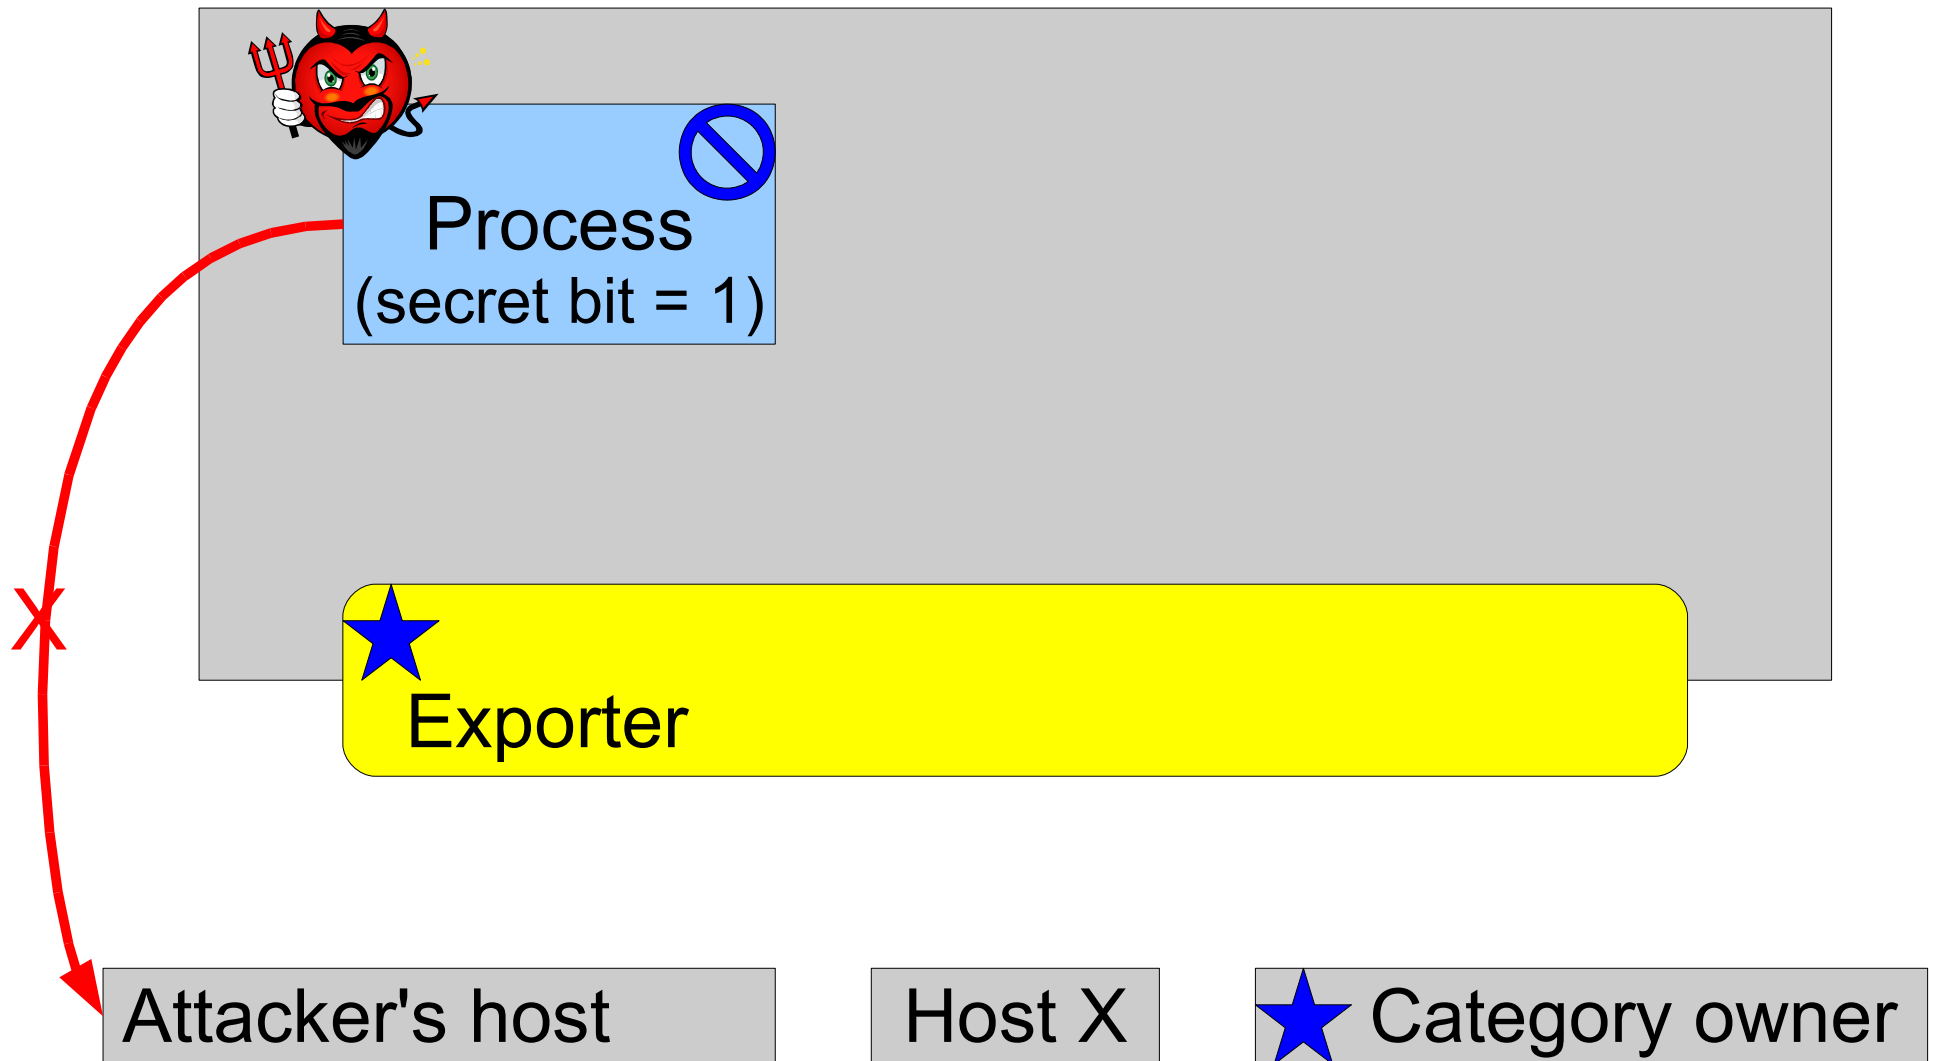 Process
(secret bit = 1)
X
Exporter
Attacker's host
Host X
Category owner